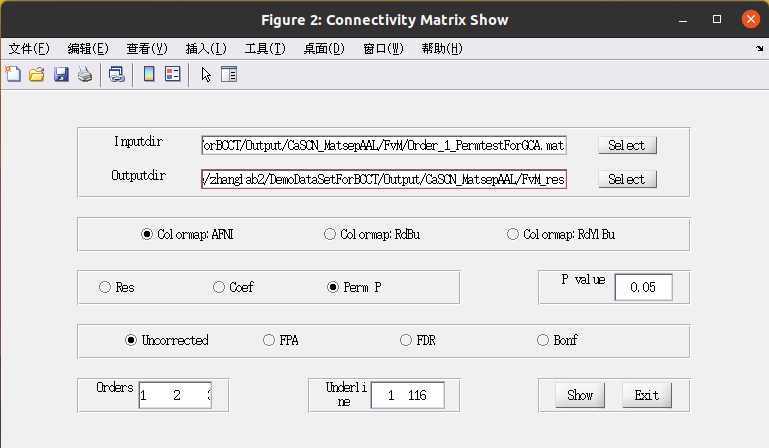 Figure 2: Connectivity Matrix Show
文件(F) 编辑(E) 查看(V) 插入(I) 工具(T) 桌面(D) 窗口(W) 帮助(H)
Inputdir forBCCT/Output/CaSCN_MatsepAAL/FvM/Order_1_PermtestForGCA.mat Select
Outputdir /zhanglab2/DemoDataSetForBCCT/Output/CaSCN_MatsepAAL/FvM_res Select
Colormap:AFNI Colormap:RdBu Colormap:RdYlBu
Res Coef Perm P P value 0.05
Uncorrected FPA FDR Bonf
Orders 1 2 3 Underli
ne 1 116 Show Exit